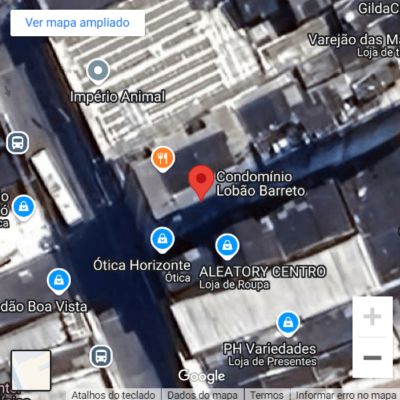 Ver mapa ampliado
GildaC
Varejão das Ma
Loja de t
Império Animal
Condomínio
Lobão Barreto
o
ó
ca
Ótica Horizonte
Ótica
ALEATORY CENTRO
Loja de Roupa
dão Boa Vista
PH Variedades
Loja de Presentes
Google
Atalhos do teclado
Dados do mapa
Termos
Informar erro no mapa